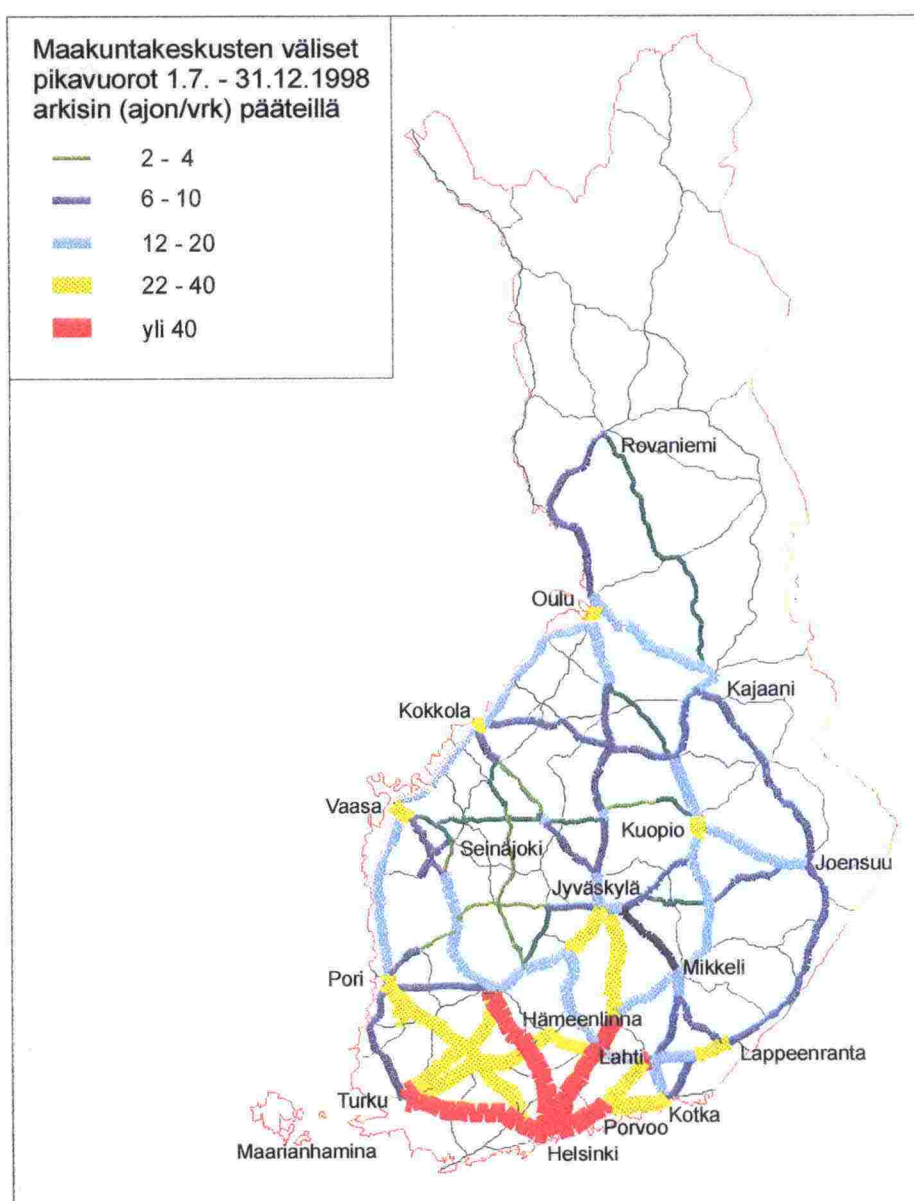 Maakuntakeskusten väliset
pikavuorot 1.7. - 31.12.1998
arkisin (ajon/vrk) pääteillä
2 - 4
6 - 10
12 - 20
22 - 40
yli 40
Rovaniemi
Oulu
Kajaani
Kokkola
Vaasa
Kuopio
Seinäjoki
Joensuu
Jyväskylä
Mikkeli
Pori
Hämeenlinna
Lahti
Lappeenranta
Turku
Kotka
Porvoo
Maarianhamina
Helsinki